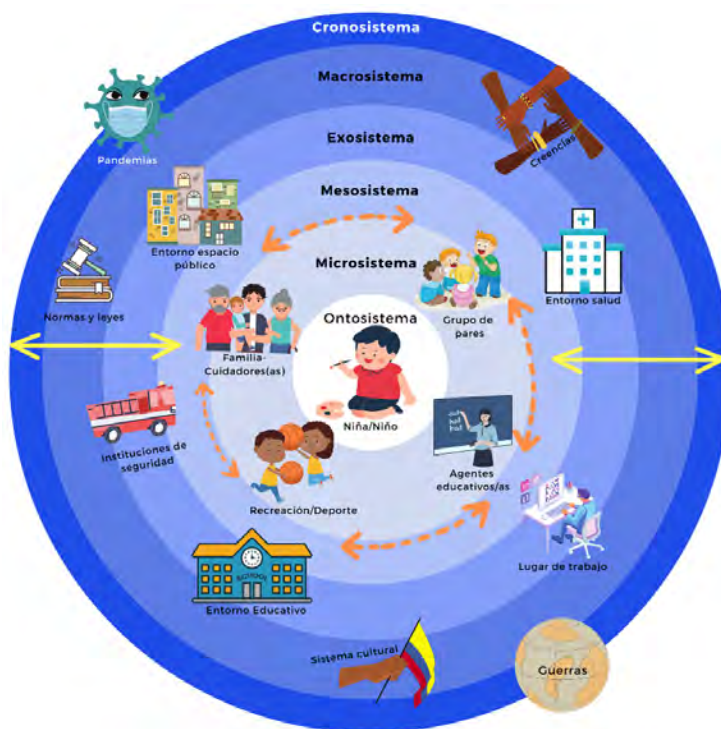 Cronosistema
Macrosistema
Pandemias
Creencias
Exosistema
Mesosistema
Entorno espacio
público
Microsistema
Entorno salud
Normas y leyes
Ontosistema
Grupo de
pares
Familia-
Cuidadores(as)
Niña/Niño
Instituciones de
seguridad
Agentes
educativos/as
Recreación/Deporte
Lugar de trabajo
Entorno Educativo
Sistema cultural
Guerras